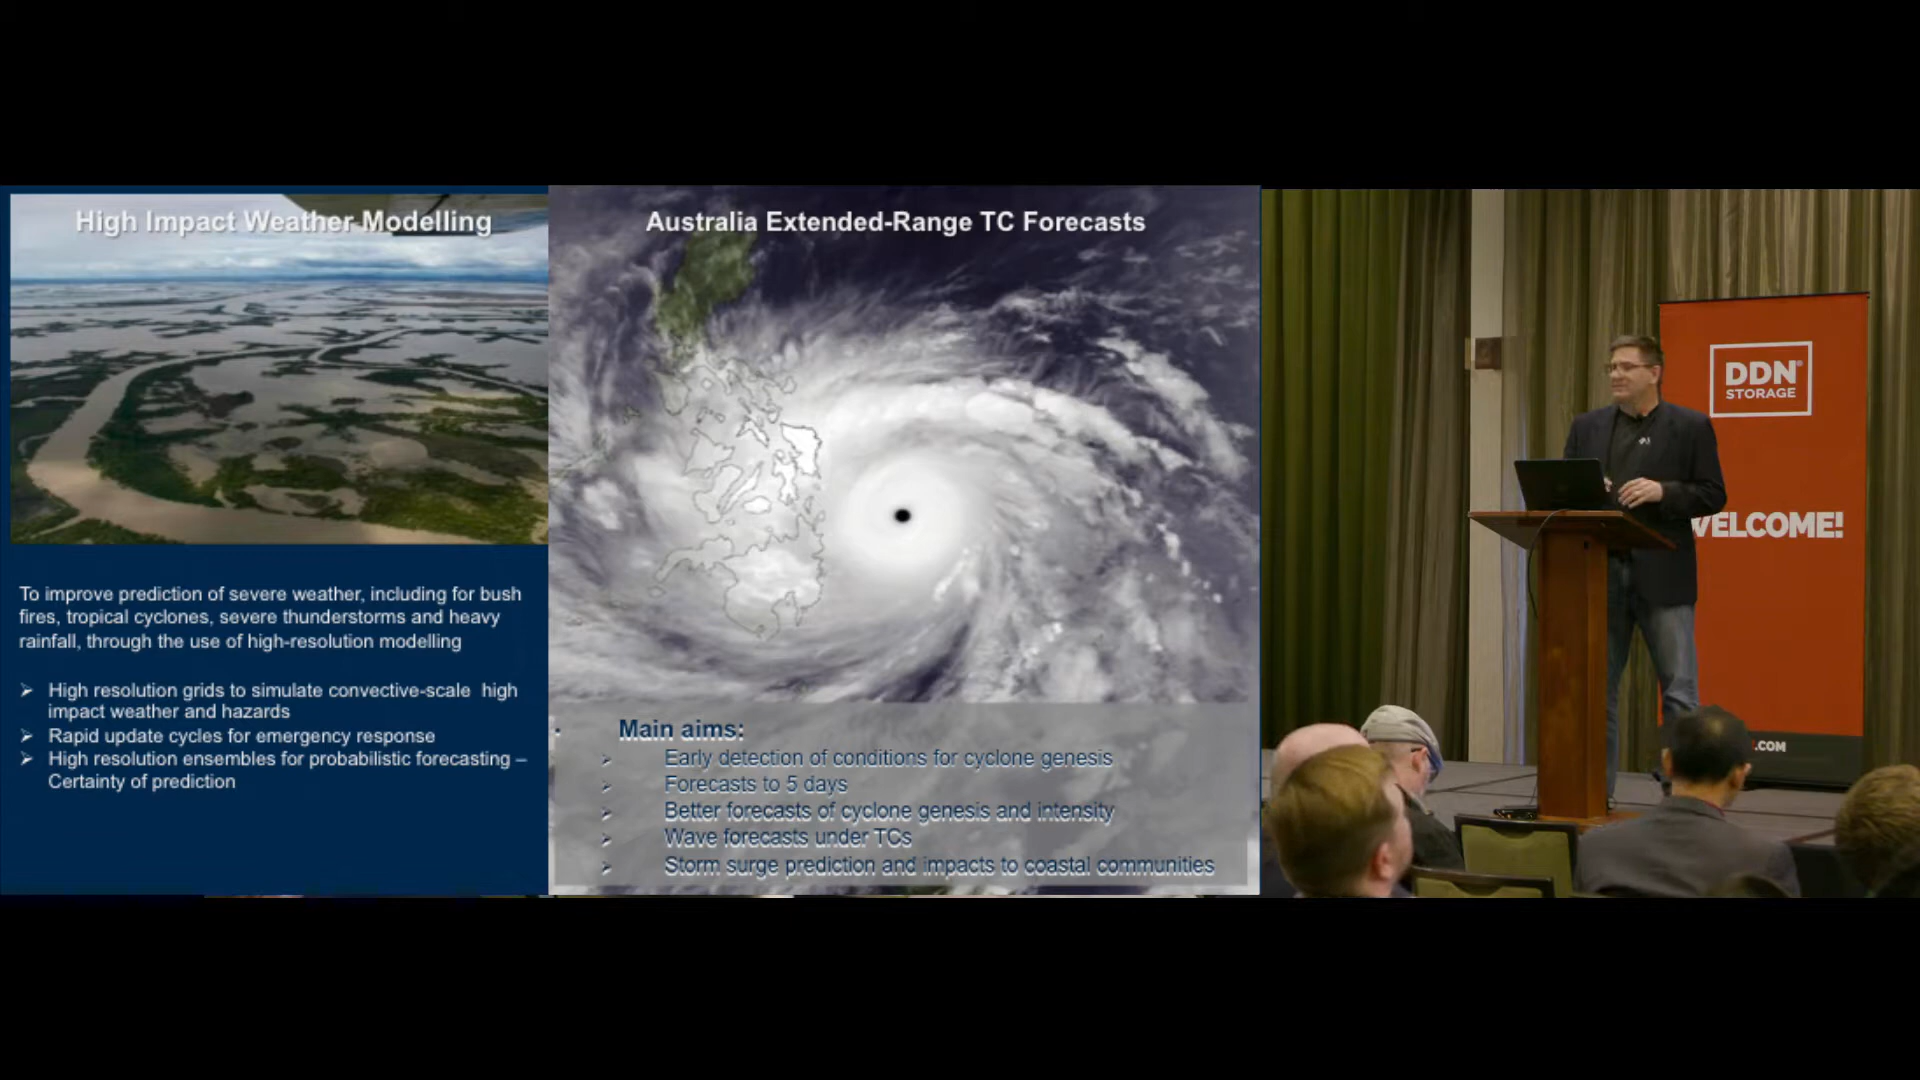 High Impact Weather Modelling
To improve prediction of severe weather, including for bush
fires, tropical cyclones, severe thunderstorms and heavy
rainfall, through the use of high-resolution modelling
➢ High resolution grids to simulate convective-scale high
impact weather and hazards
➢ Rapid update cycles for emergency response
➢ High resolution ensembles for probabilistic forecasting –
Certainty of prediction
Australia Extended-Range TC Forecasts
• Main aims:
➢ Early detection of conditions for cyclone genesis
➢ Forecasts to 5 days
➢ Better forecasts of cyclone genesis and intensity
➢ Wave forecasts under TCs
➢ Storm surge prediction and impacts to coastal communities
DDN®
STORAGE
WELCOME!
.COM